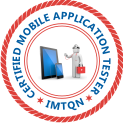 CERTIFIED MOBILE APPLICATION TESTER
IMTQN